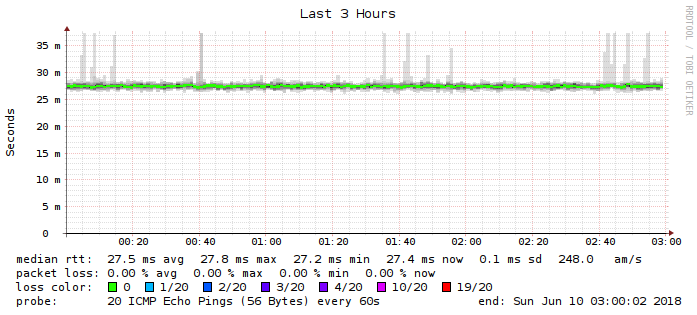 Last 3 Hours
RRDTOOL / TOBI OETIKER
Seconds
35 m
30 m
25 m
20 m
15 m
10 m
5 m
0
00:20 00:40 01:00 01:20 01:40 02:00 02:20 02:40 03:00
median rtt: 27.5 ms avg 27.8 ms max 27.2 ms min 27.4 ms now 0.1 ms sd 248.0 am/s
packet loss: 0.00 % avg 0.00 % max 0.00 % min 0.00 % now
loss color: 0 1/20 2/20 3/20 4/20 10/20 19/20
probe: 20 ICMP Echo Pings (56 Bytes) every 60s end: Sun Jun 10 03:00:02 2018